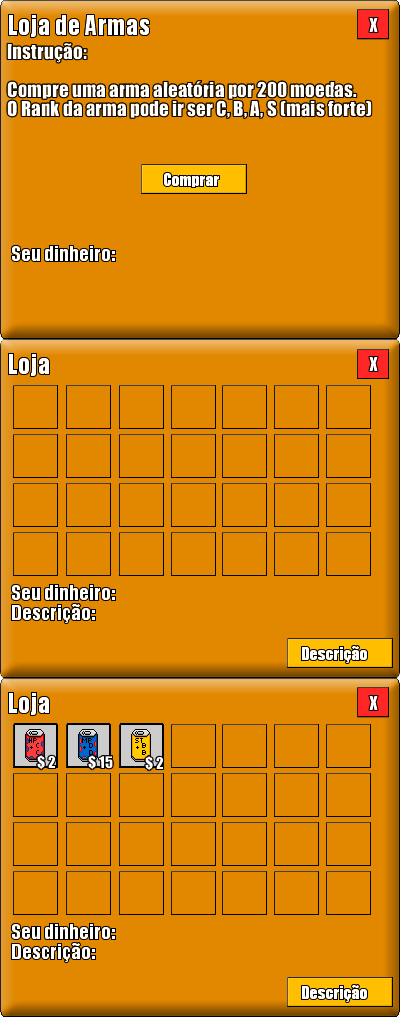 Loja de Armas
X
Instrução:
Compre uma arma aleatória por 200 moedas.
O Rank da arma pode ir ser C, B, A, S (mais forte)
Comprar
Seu dinheiro:
Loja
X
Seu dinheiro:
Descrição:
Descrição
Loja
X
$2
$15
$2
Seu dinheiro:
Descrição:
Descrição